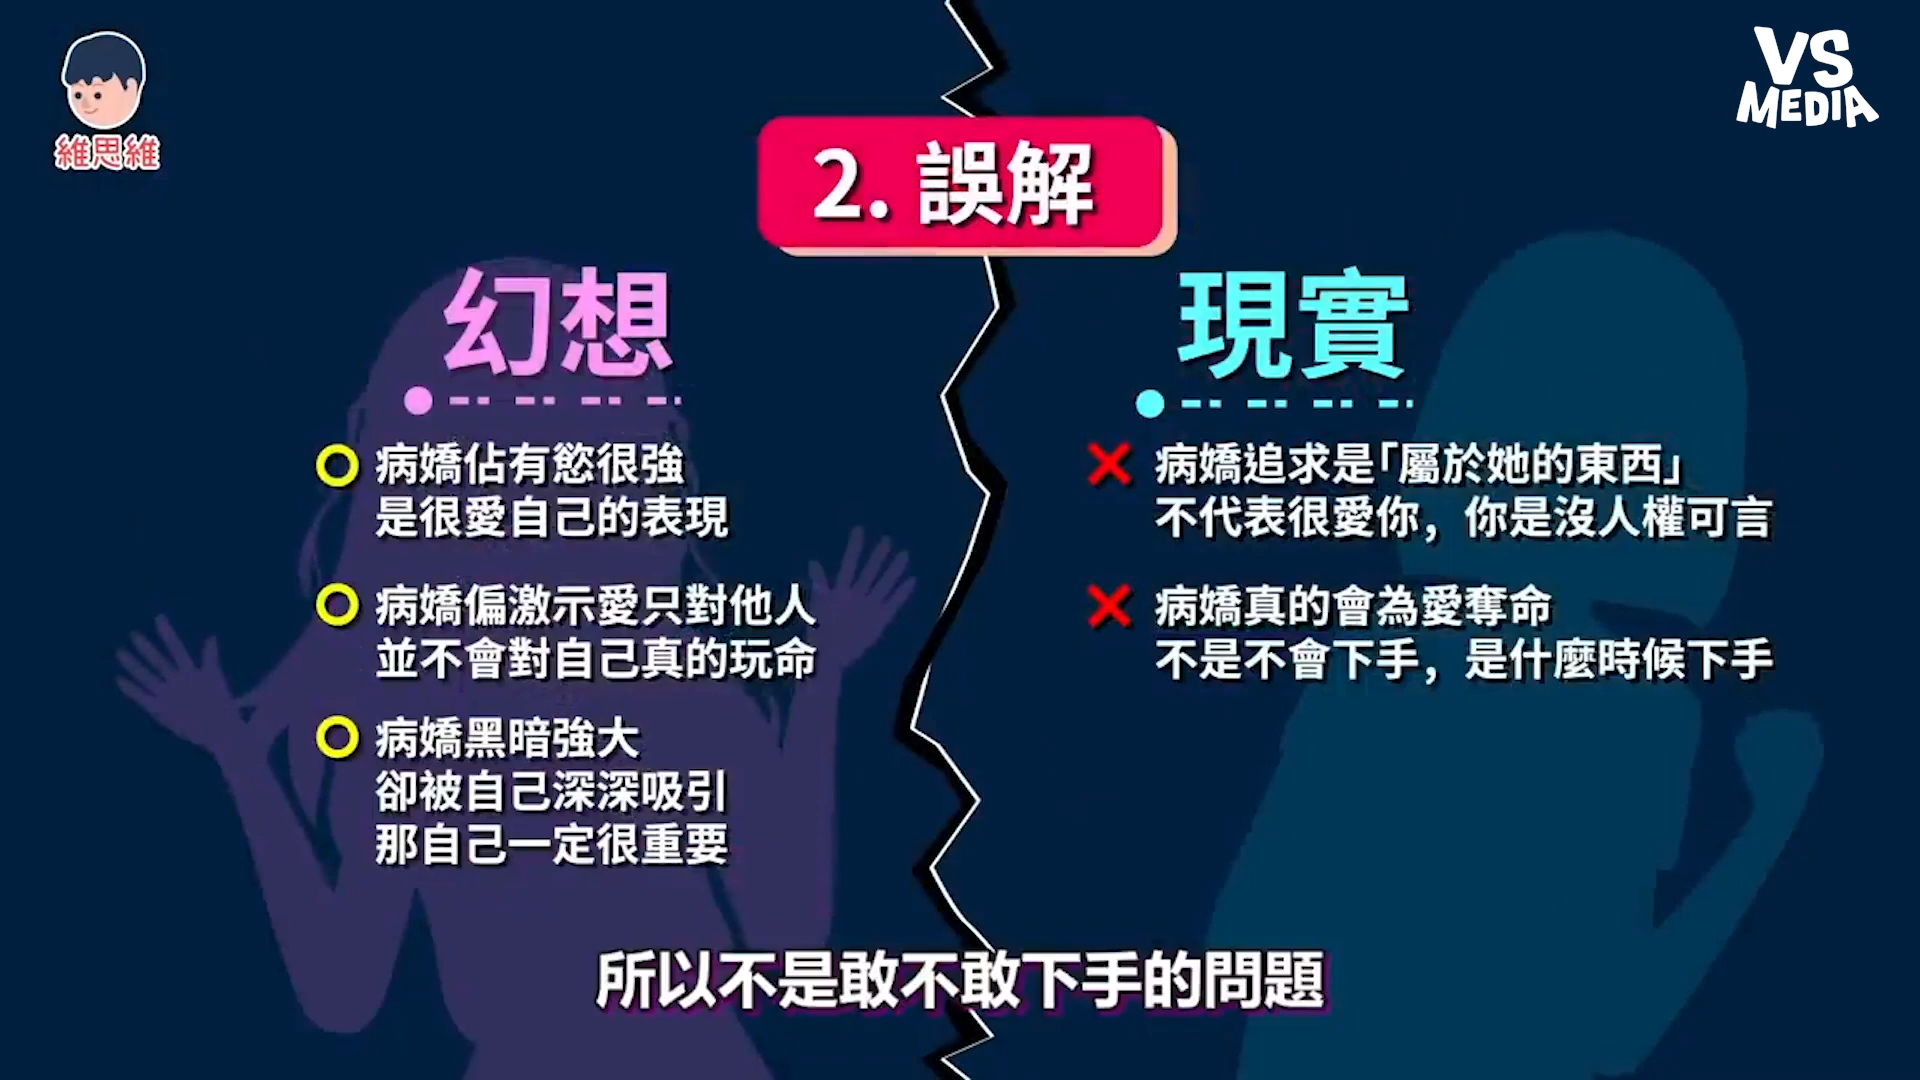 維思維
VS
MEDIA
2. 誤解
幻想
病嬌佔有慾很強
是很愛自己的表現
病嬌偏激示愛只對他人
並不會對自己真的玩命
病嬌黑暗強大
卻被自己深深吸引
那自己一定很重要
現實
病嬌追求是「屬於她的東西」
不代表很愛你，你是沒人權可言
病嬌真的會為愛奪命
不是不會下手，是什麼時候下手
所以不是敢不敢下手的問題